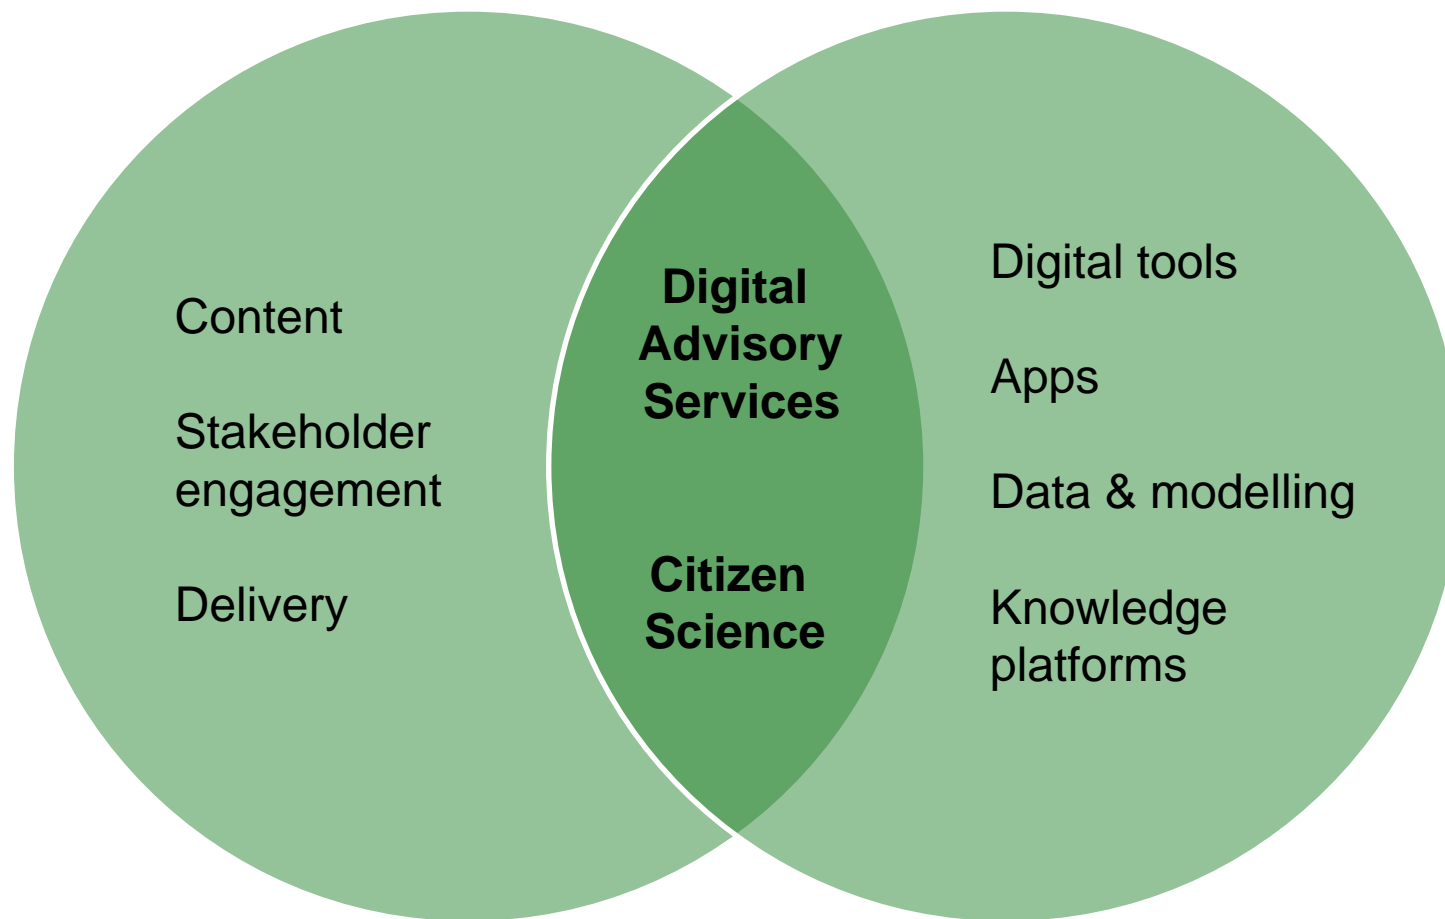 Content
Stakeholder
engagement
Delivery
Digital
Advisory
Services
Citizen
Science
Digital tools
Apps
Data & modelling
Knowledge
platforms